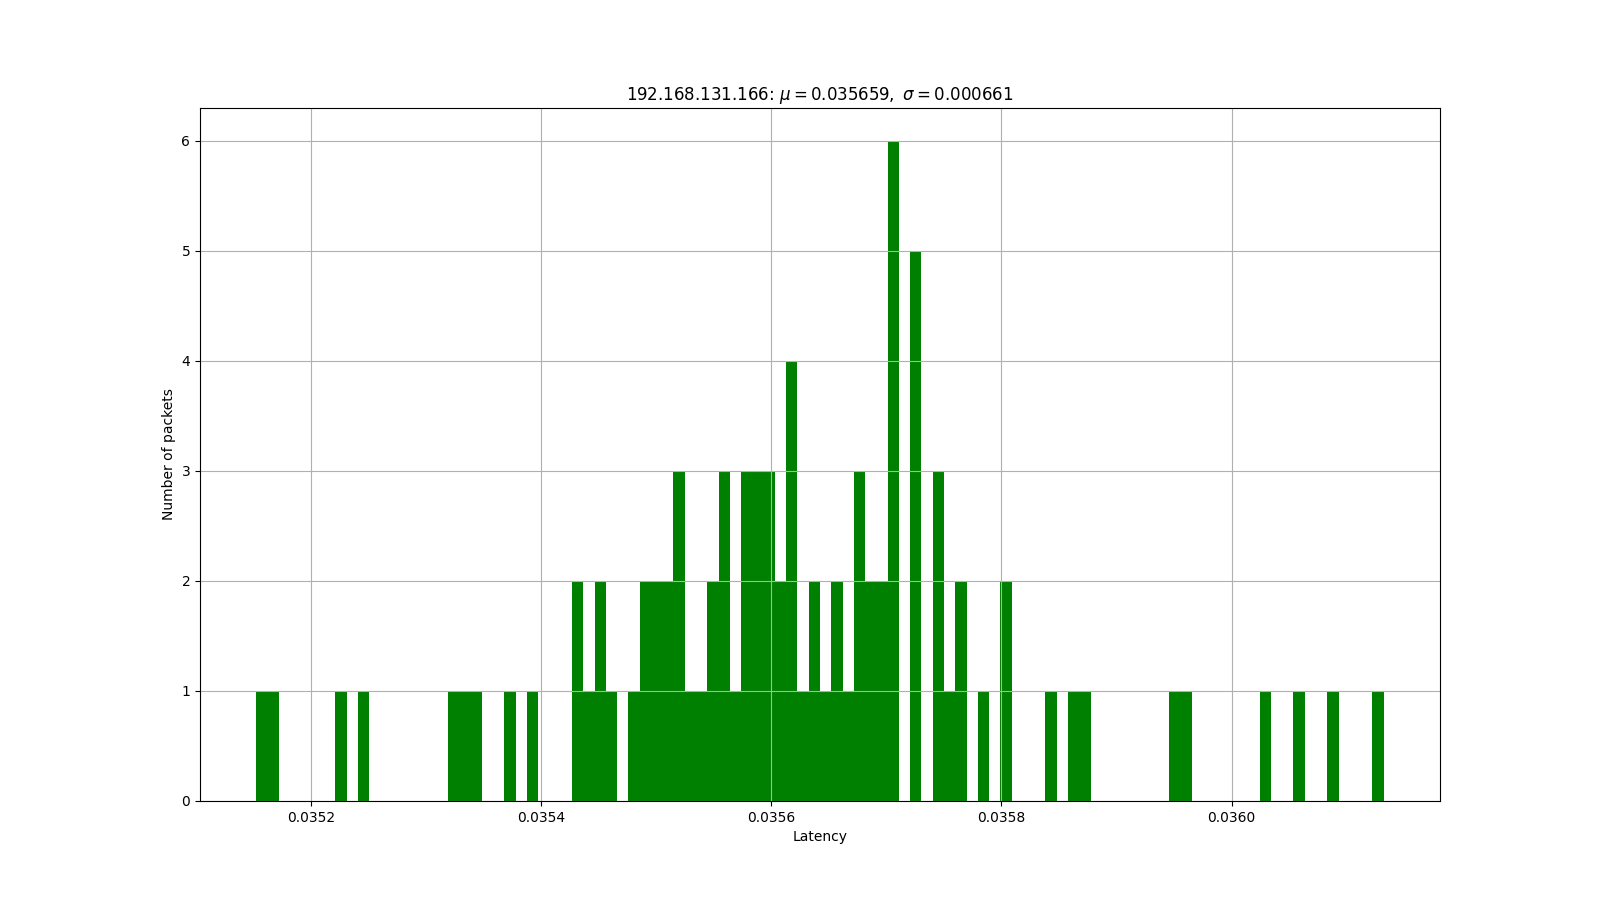 192.168.131.166: μ = 0.035659, σ = 0.000661
6
5
4
3
2
1
0
Number of packets
0.0352 0.0354 0.0356 0.0358 0.0360
Latency